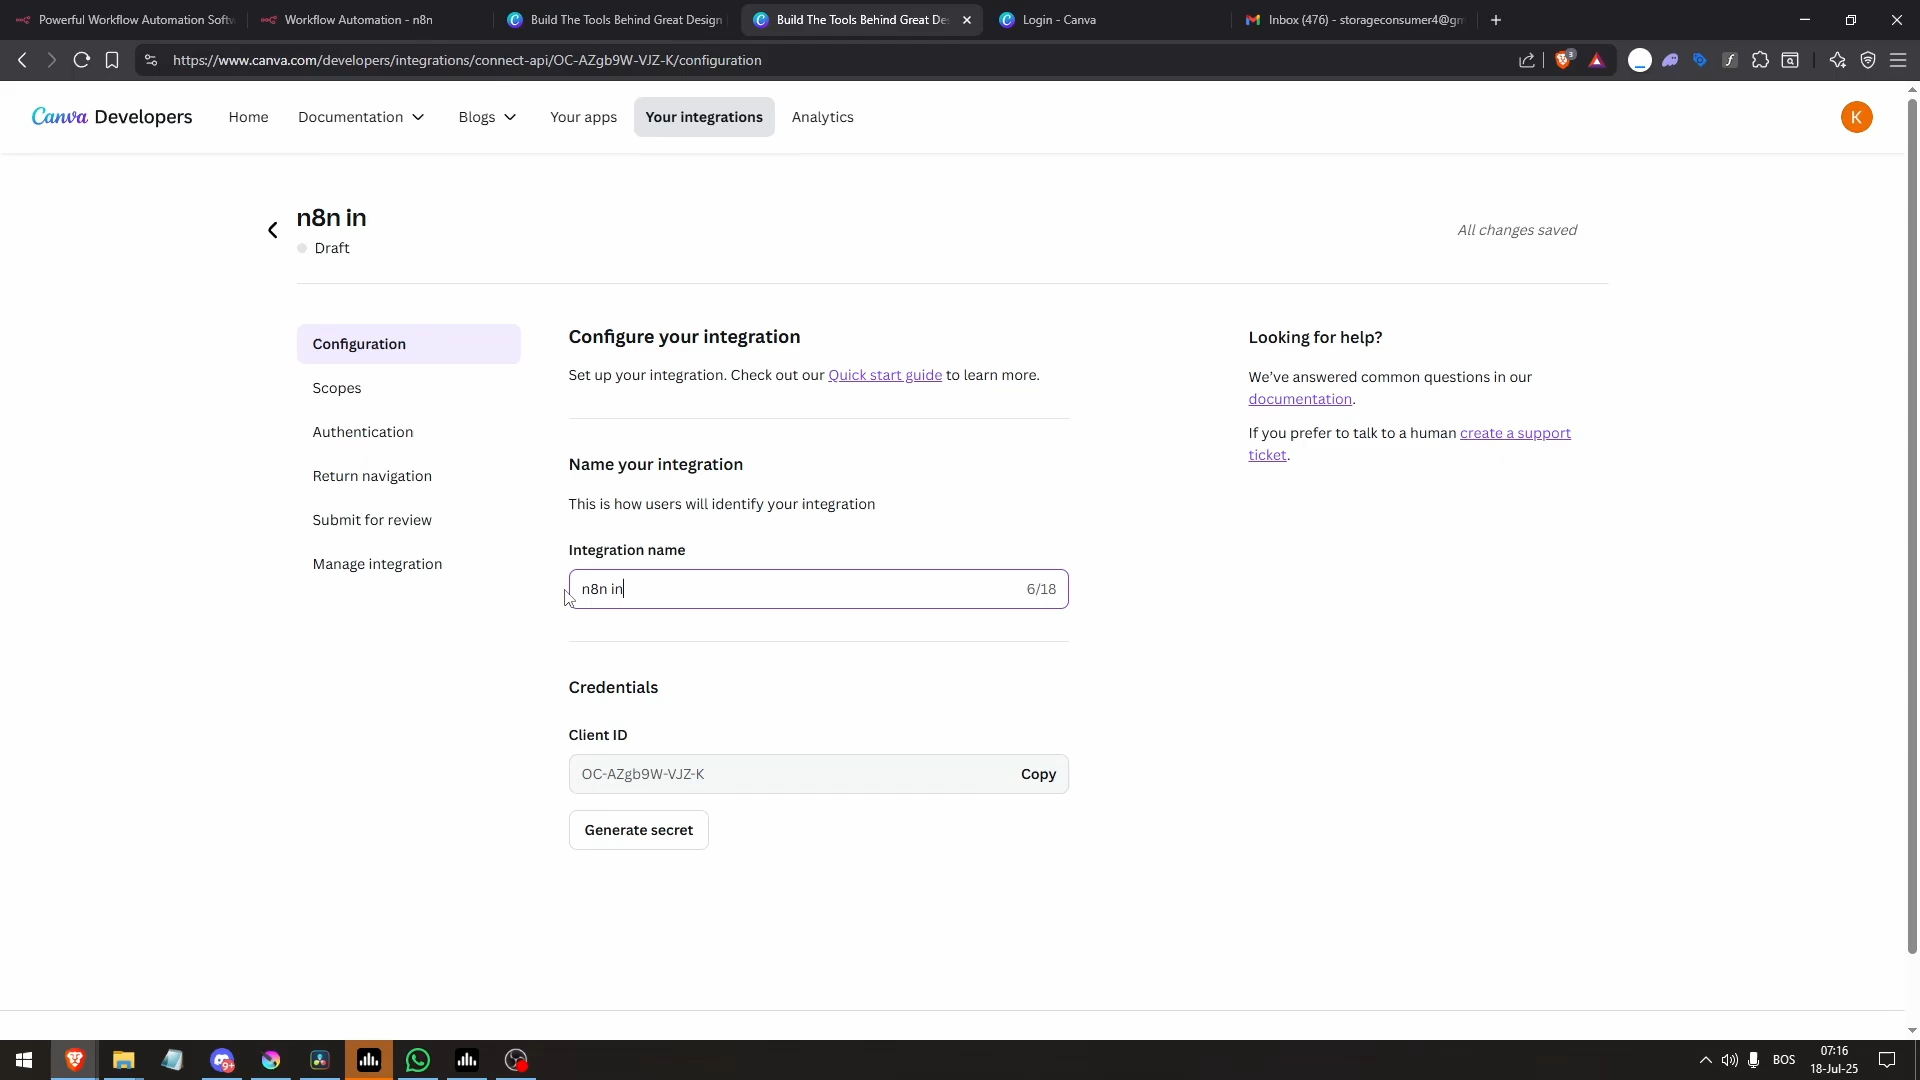 Powerful Workflow Automation Softw
Workflow Automation - n8n
Build The Tools Behind Great Design
Build The Tools Behind Great De
Login - Canva
Inbox (476) - storageconsumer4@gm
https://www.canva.com/developers/integrations/connect-api/OC-AZgb9W-VJZ-K/configuration
3
Canva Developers
Home
Documentation
Blogs
Your apps
Your integrations
Analytics
K
n8n in
Draft
All changes saved
Configuration
Scopes
Authentication
Return navigation
Submit for review
Manage integration
Configure your integration
Set up your integration. Check out our Quick start guide to learn more.
Name your integration
This is how users will identify your integration
Integration name
n8n in
6/18
Credentials
Client ID
OC-AZgb9W-VJZ-K
Copy
Generate secret
Looking for help?
We've answered common questions in our
documentation.
If you prefer to talk to a human create a support
ticket.
9+
BOS
07:16
18-Jul-25